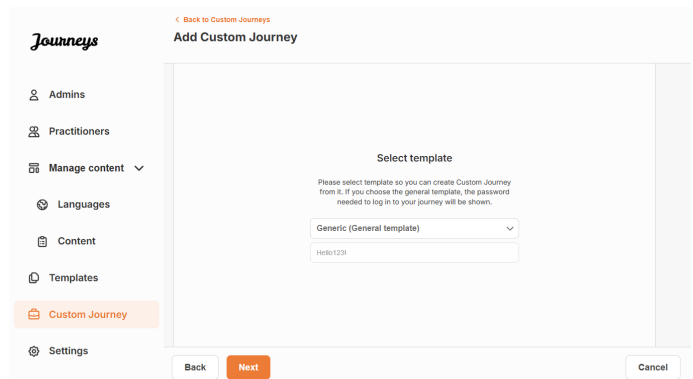 Journeys
Admins
Practitioners
Manage content
Languages
Content
Templates
Custom Journey
Settings
Back to Custom Journeys
Add Custom Journey
Select template
Please select template so you can create Custom Journey
from it. If you choose the general template, the password
needed to log in to your journey will be shown.
Generic (General template)
Hello123!
Back
Next
Cancel